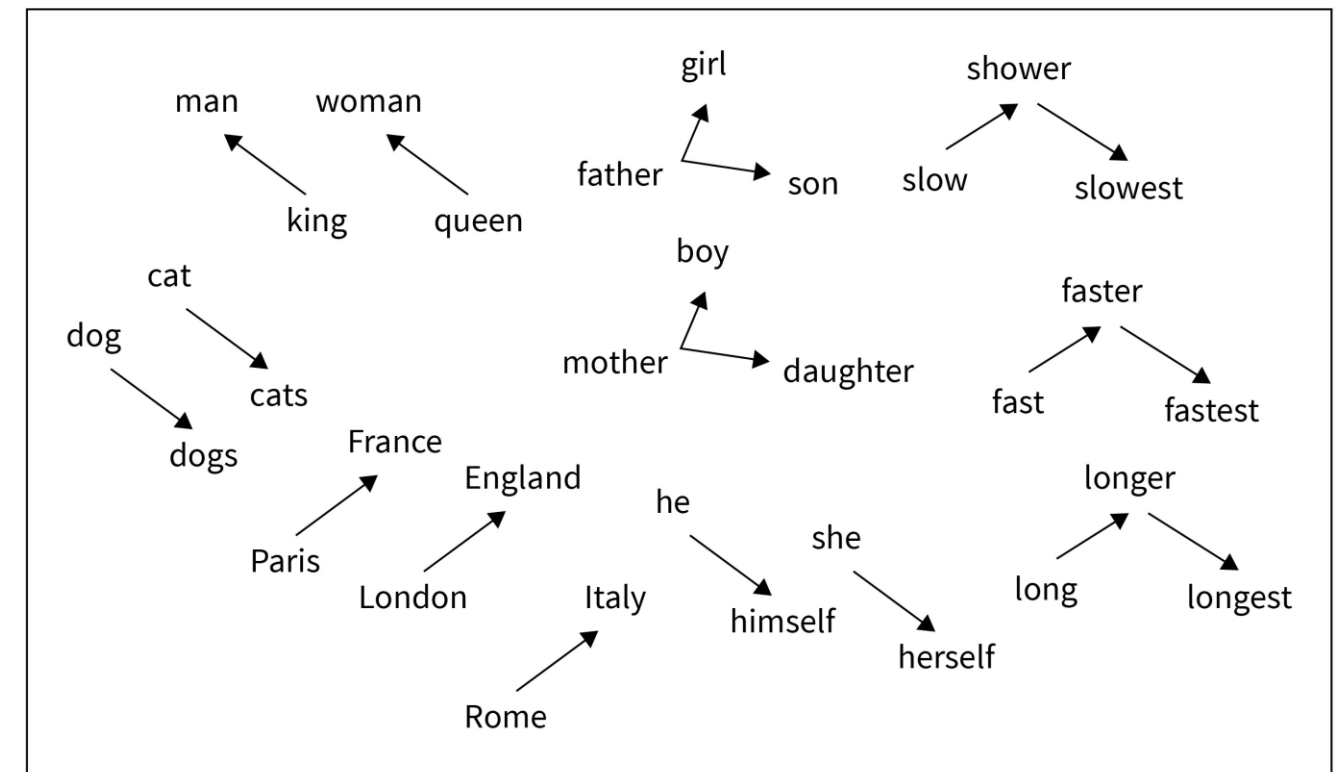 girl
shower
man woman
father son
slow slowest
king queen
boy
cat
faster
dog
mother daughter
cats
fast fastest
France
dogs
England
longer
he
she
Paris
London Italy
long longest
himself
herself
Rome